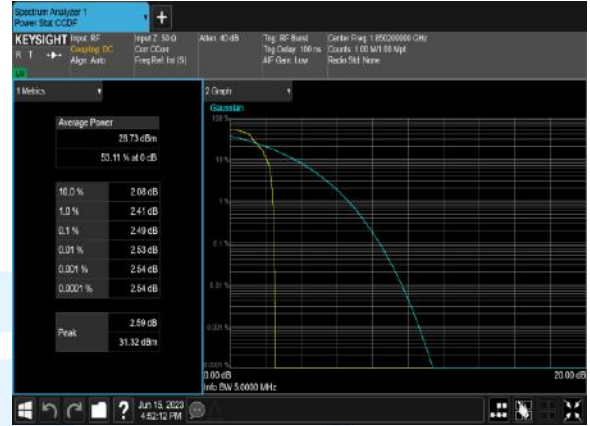 Spectrum Analyzer 1
Power Stat CCDF
KEYSIGHT
R T
Input: RF
Coupling: DC
Align: Auto
Input Z: 50 Ω
Corr CCorr
Freq Ref: Int (S)
Atten: 40 dB
Trig: RF Burst
Trig Delay: 100 ns
#IF Gain: Low
Center Freq: 1.850200000 GHz
Counts: 1.00 M/1.00 Mpt
Radio Std: None
1 Metrics
Average Power
28.73 dBm
53.11 % at 0 dB
10.0 % 2.08 dB
1.0 % 2.41 dB
0.1 % 2.49 dB
0.01 % 2.53 dB
0.001 % 2.54 dB
0.0001 % 2.54 dB
Peak
2.59 dB
31.32 dBm
2 Graph
Gaussian
100 %
10 %
1 %
0.1 %
0.01 %
0.001 %
0.0001 %
0.00 dB
20.00 dB
Info BW 5.0000 MHz
?
Jun 15, 2023
4:52:12 PM